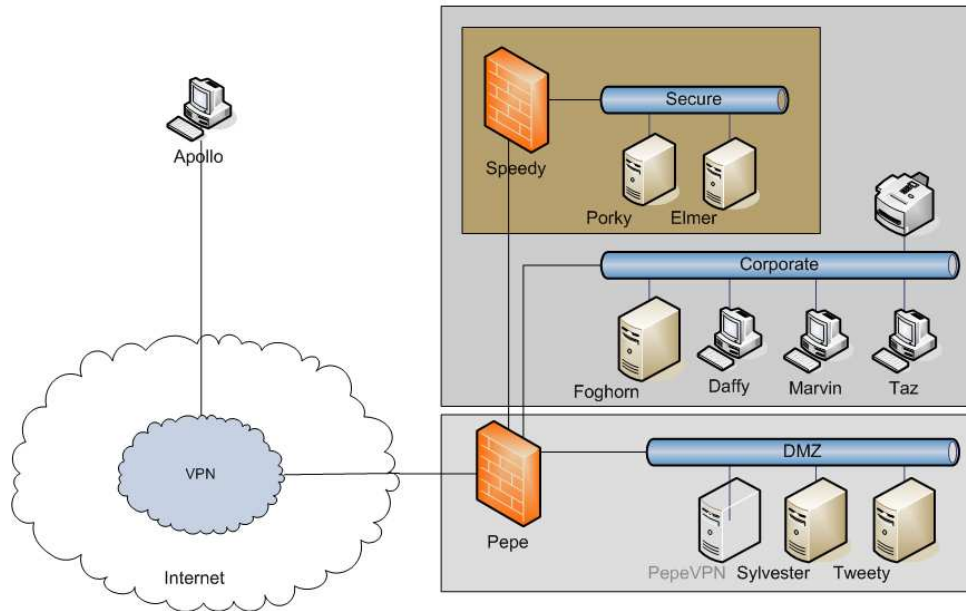 Secure
Apollo
Speedy
Porky
Elmer
Corporate
Foghorn
Daffy
Marvin
Taz
DMZ
VPN
Pepe
Internet
PepeVPN
Sylvester
Tweety